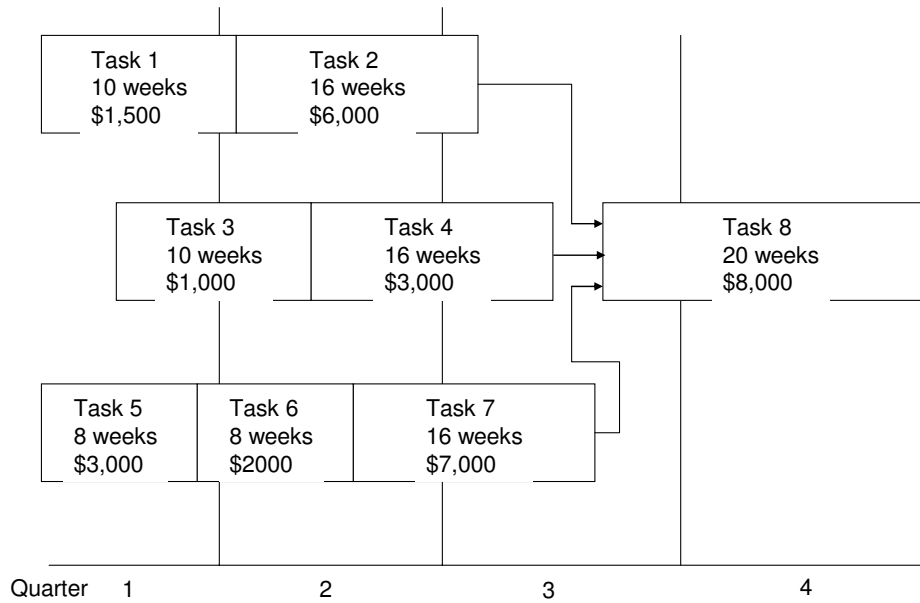 Task 1
10 weeks
$1,500
Task 2
16 weeks
$6,000
Task 3
10 weeks
$1,000
Task 4
16 weeks
$3,000
Task 8
20 weeks
$8,000
Task 5
8 weeks
$3,000
Task 6
8 weeks
$2000
Task 7
16 weeks
$7,000
Quarter 1 2 3 4